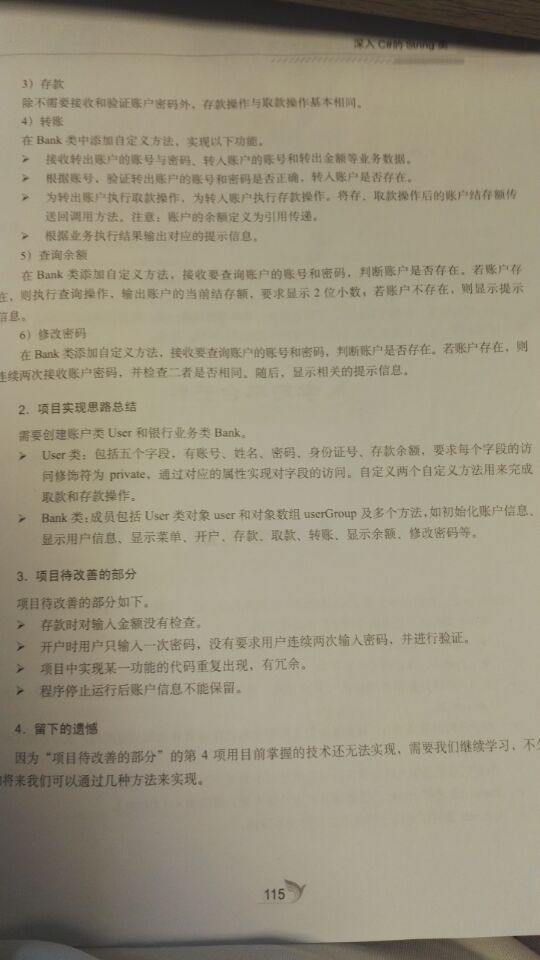 深入 C#的 String 类
3）存款
除不需要接收和验证账户密码外，存款操作与取款操作基本相同。
4）转账
在 Bank 类中添加自定义方法，实现以下功能。
➢ 接收转出账户的账号与密码、转入账户的账号和转出金额等业务数据。
➢ 根据账号，验证转出账户的账号和密码是否正确，转入账户是否存在。
➢ 为转出账户执行取款操作，为转入账户执行存款操作。将存、取款操作后的账户结存额传
送回调用方法。注意：账户的余额定义为引用传递。
➢ 根据业务执行结果输出对应的提示信息。
5）查询余额
在 Bank 类添加自定义方法，接收要查询账户的账号和密码，判断账户是否存在。若账户存
在，则执行查询操作，输出账户的当前结存额，要求显示 2 位小数；若账户不存在，则显示提示
信息。
6）修改密码
在 Bank 类添加自定义方法，接收要查询账户的账号和密码，判断账户是否存在。若账户存在，则
连续两次接收账户密码，并检查二者是否相同。随后，显示相关的提示信息。
2．项目实现思路总结
需要创建账户类 User 和银行业务类 Bank。
➢ User 类：包括五个字段，有账号、姓名、密码、身份证号、存款余额，要求每个字段的访
问修饰符为 private，通过对应的属性实现对字段的访问。自定义两个自定义方法用来完成
取款和存款操作。
➢ Bank 类：成员包括 User 类对象 user 和对象数组 userGroup 及多个方法，如初始化账户信息、
显示用户信息、显示菜单、开户、存款、取款、转账、显示余额、修改密码等。
3．项目待改善的部分
项目待改善的部分如下。
➢ 存款时对输入金额没有检查。
➢ 开户时用户只输入一次密码，没有要求用户连续两次输入密码，并进行验证。
➢ 项目中实现某一功能的代码重复出现，有冗余。
➢ 程序停止运行后账户信息不能保留。
4．留下的遗憾
因为“项目待改善的部分”的第 4 项用目前掌握的技术还无法实现，需要我们继续学习，不久
的将来我们可以通过几种方法来实现。
115